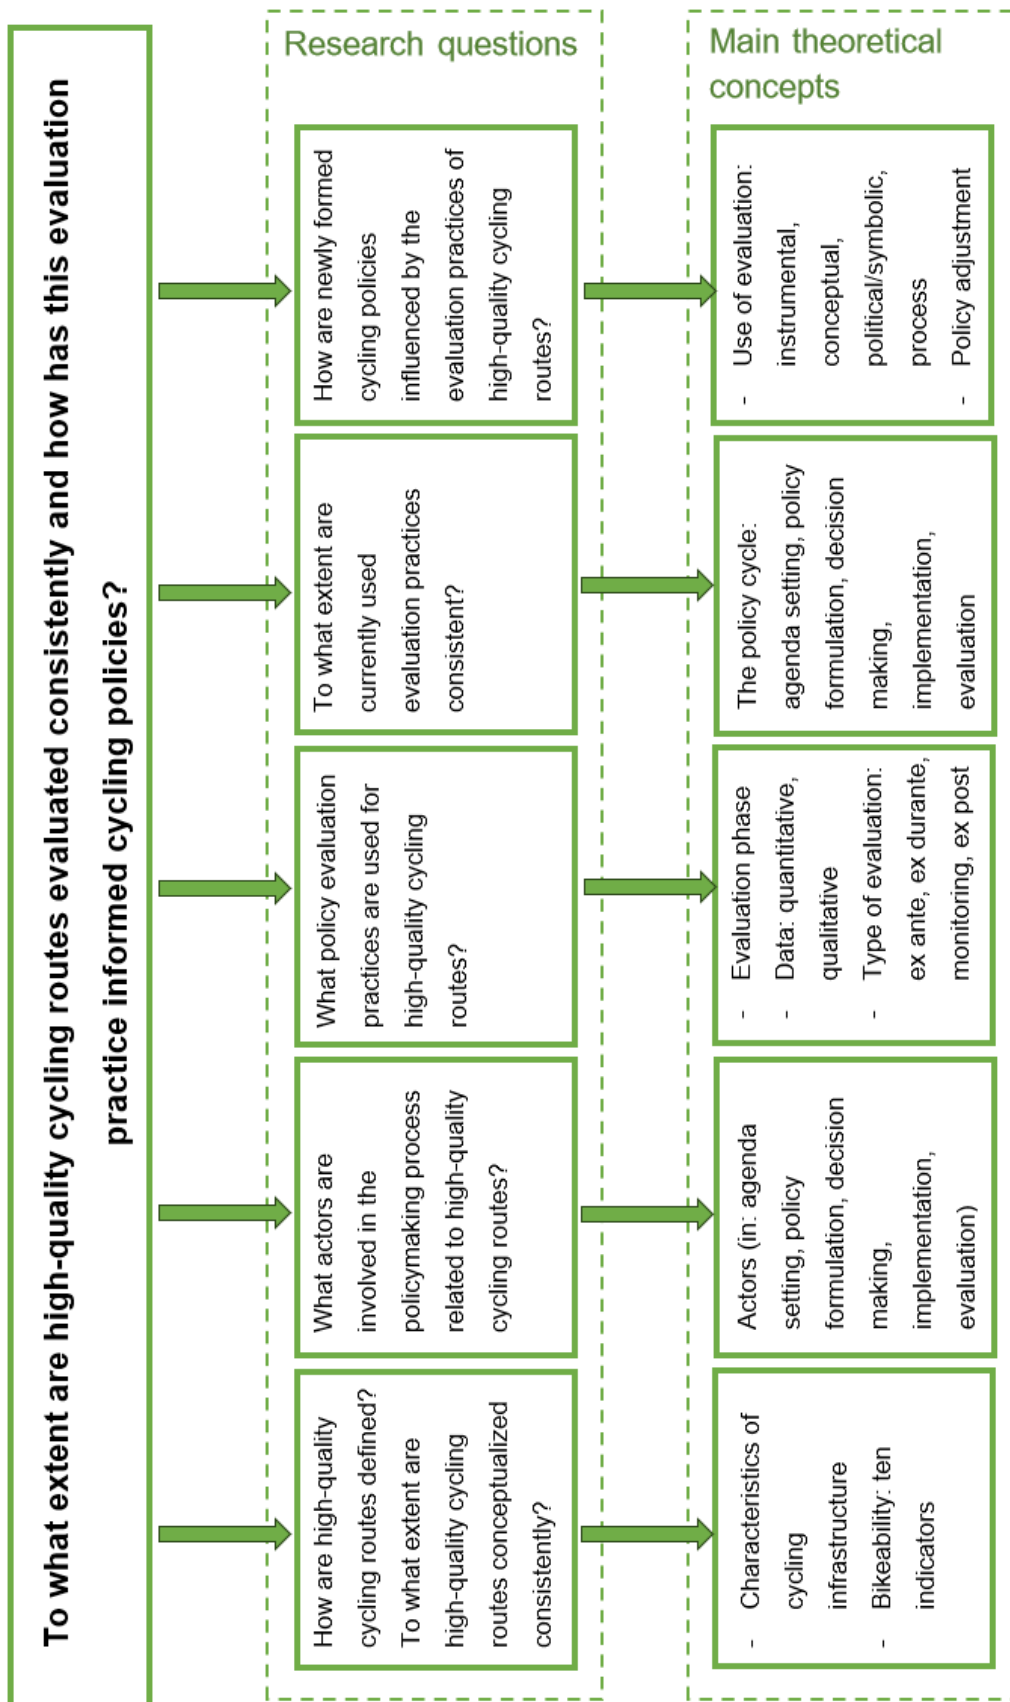 To what extent are high-quality cycling routes evaluated consistently and how has this evaluation
practice informed cycling policies?
Research questions
How are high-quality
cycling routes defined?
To what extent are
high-quality cycling
routes conceptualized
consistently?
What actors are
involved in the
policymaking process
related to high-quality
cycling routes?
What policy evaluation
practices are used for
high-quality cycling
routes?
To what extent are
currently used
evaluation practices
consistent?
How are newly formed
cycling policies
influenced by the
evaluation practices of
high-quality cycling
routes?
Main theoretical
concepts
- Characteristics of
cycling
infrastructure
- Bikeability: ten
indicators
Actors (in: agenda
setting, policy
formulation, decision
making,
implementation,
evaluation)
- Evaluation phase
- Data: quantitative,
qualitative
- Type of evaluation:
ex ante, ex durante,
monitoring, ex post
The policy cycle:
agenda setting, policy
formulation, decision
making,
implementation,
evaluation
- Use of evaluation:
instrumental,
conceptual,
political/symbolic,
process
- Policy adjustment